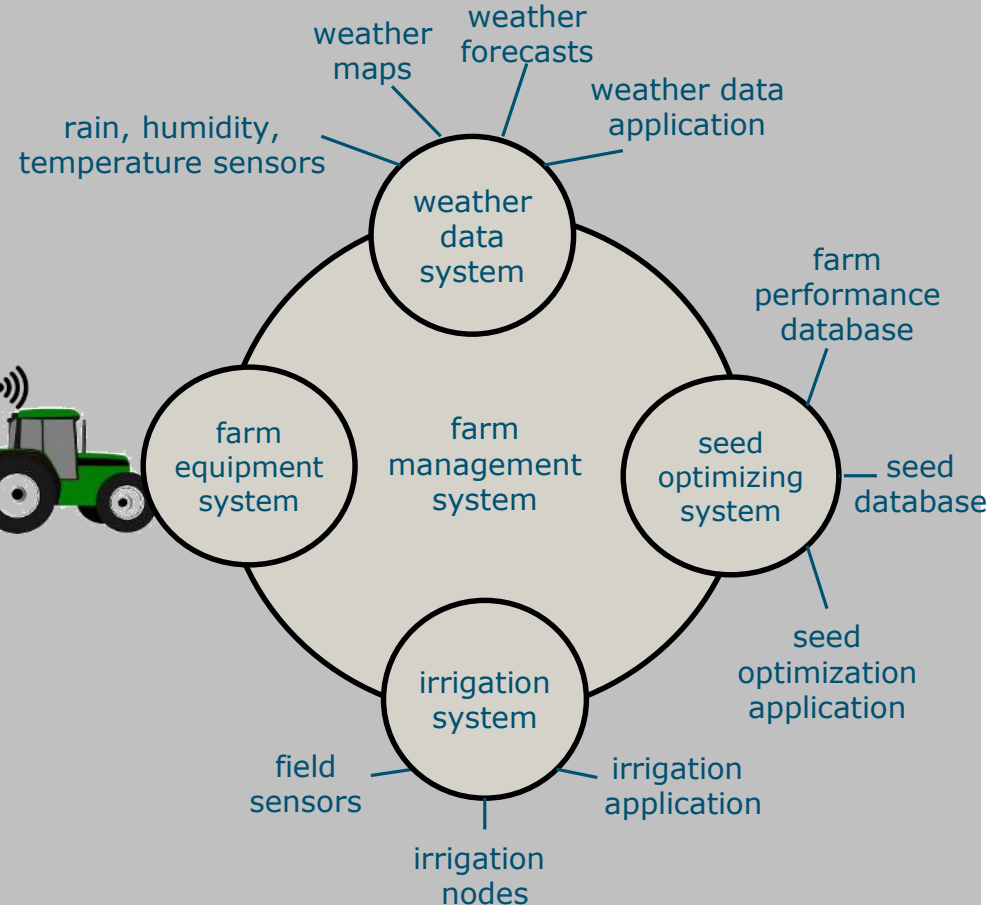 weather
maps
weather
forecasts
weather data
application
rain, humidity,
temperature sensors
weather
data
system
farm
performance
database
farm
equipment
system
farm
management
system
seed
optimizing
system
seed
database
seed
optimization
application
irrigation
system
field
sensors
irrigation
application
irrigation
nodes